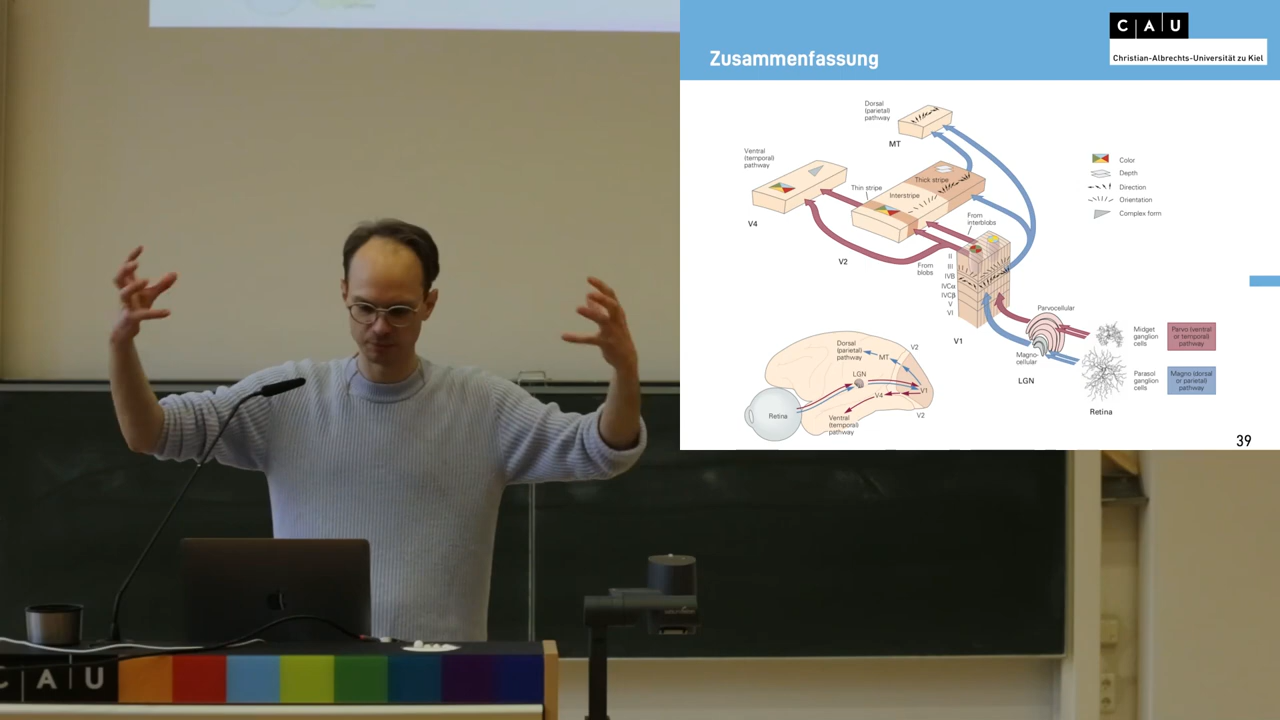 Zusammenfassung
C A U
Christian-Albrechts-Universität zu Kiel
Dorsal
(parietal)
pathway
MT
Ventral
(temporal)
pathway
V4
Thin stripe
Thick stripe
Interstripe
V2
From
interblobs
From
blobs
II
III
IVB
IVCα
IVCβ
V
VI
V1
Color
Depth
Direction
Orientation
Complex form
Parvocellular
Magno-
cellular
LGN
Midget
ganglion
cells
Parvo (ventral
or temporal)
pathway
Parasol
ganglion
cells
Magno (dorsal
or parietal)
pathway
Retina
Dorsal
(parietal)
pathway
MT
V2
LGN
V1
V4
Retina
Ventral
(temporal)
pathway
V2
39
C A U